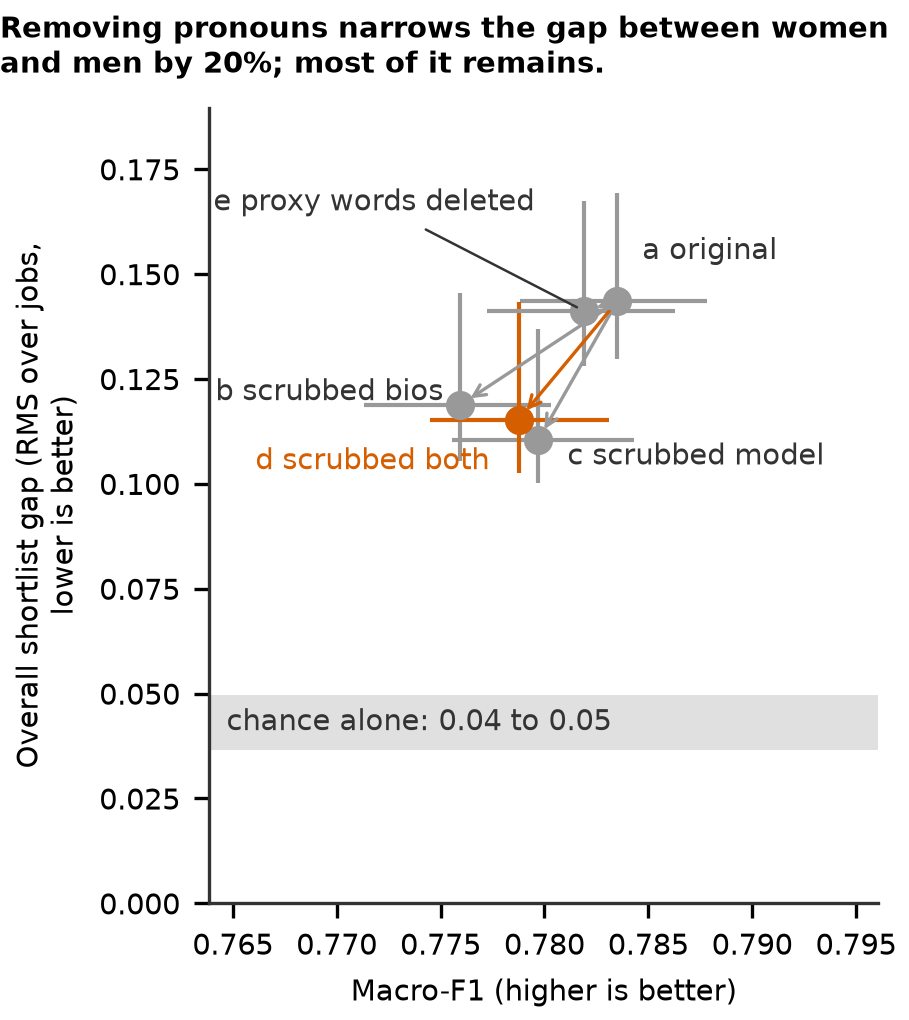 Removing pronouns narrows the gap between women
and men by 20%; most of it remains.
0.175
e proxy words deleted
a original
0.150
0.125
b scrubbed bios
d scrubbed both
c scrubbed model
0.100
0.075
0.050
chance alone: 0.04 to 0.05
0.025
0.000
Overall shortlist gap (RMS over jobs,
lower is better)
0.765 0.770 0.775 0.780 0.785 0.790 0.795
Macro-F1 (higher is better)